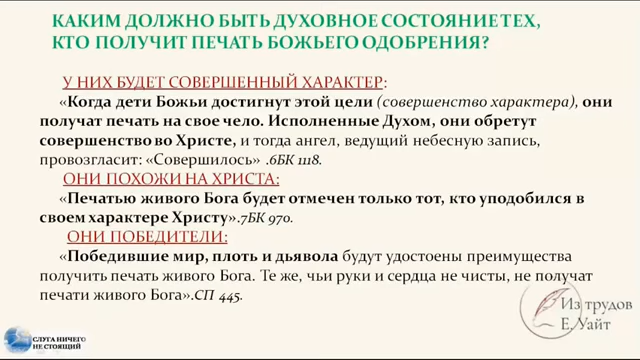 КАКИМ ДОЛЖНО БЫТЬ ДУХОВНОЕ СОСТОЯНИЕ ТЕХ,
КТО ПОЛУЧИТ ПЕЧАТЬ БОЖЬЕГО ОДОБРЕНИЯ?
У НИХ БУДЕТ СОВЕРШЕННЫЙ ХАРАКТЕР:
«Когда дети Божьи достигнут этой цели (совершенство характера), они
получат печать на свое чело. Исполненные Духом, они обретут
совершенство во Христе, и тогда ангел, ведущий небесную запись,
провозгласит: «Совершилось» .6БК 1118.
ОНИ ПОХОЖИ НА ХРИСТА:
«Печатью живого Бога будет отмечен только тот, кто уподобился в
своем характере Христу».7БК 970.
ОНИ ПОБЕДИТЕЛИ:
«Победившие мир, плоть и дьявола будут удостоены преимущества
получить печать живого Бога. Те же, чьи руки и сердца не чисты, не получат
печати живого Бога».СП 445.
Из трудов
Е. Уайт
СЛУГА НИЧЕГО
НЕ СТОЯЩИЙ